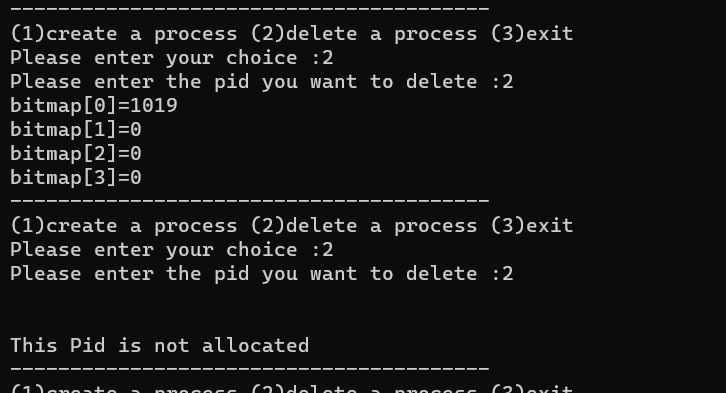 ----------------------------------------
(1)create a process (2)delete a process (3)exit
Please enter your choice :2
Please enter the pid you want to delete :2
bitmap[0]=1019
bitmap[1]=0
bitmap[2]=0
bitmap[3]=0
----------------------------------------
(1)create a process (2)delete a process (3)exit
Please enter your choice :2
Please enter the pid you want to delete :2
This Pid is not allocated
----------------------------------------
(1)create a process (2)delete a process (3)exit